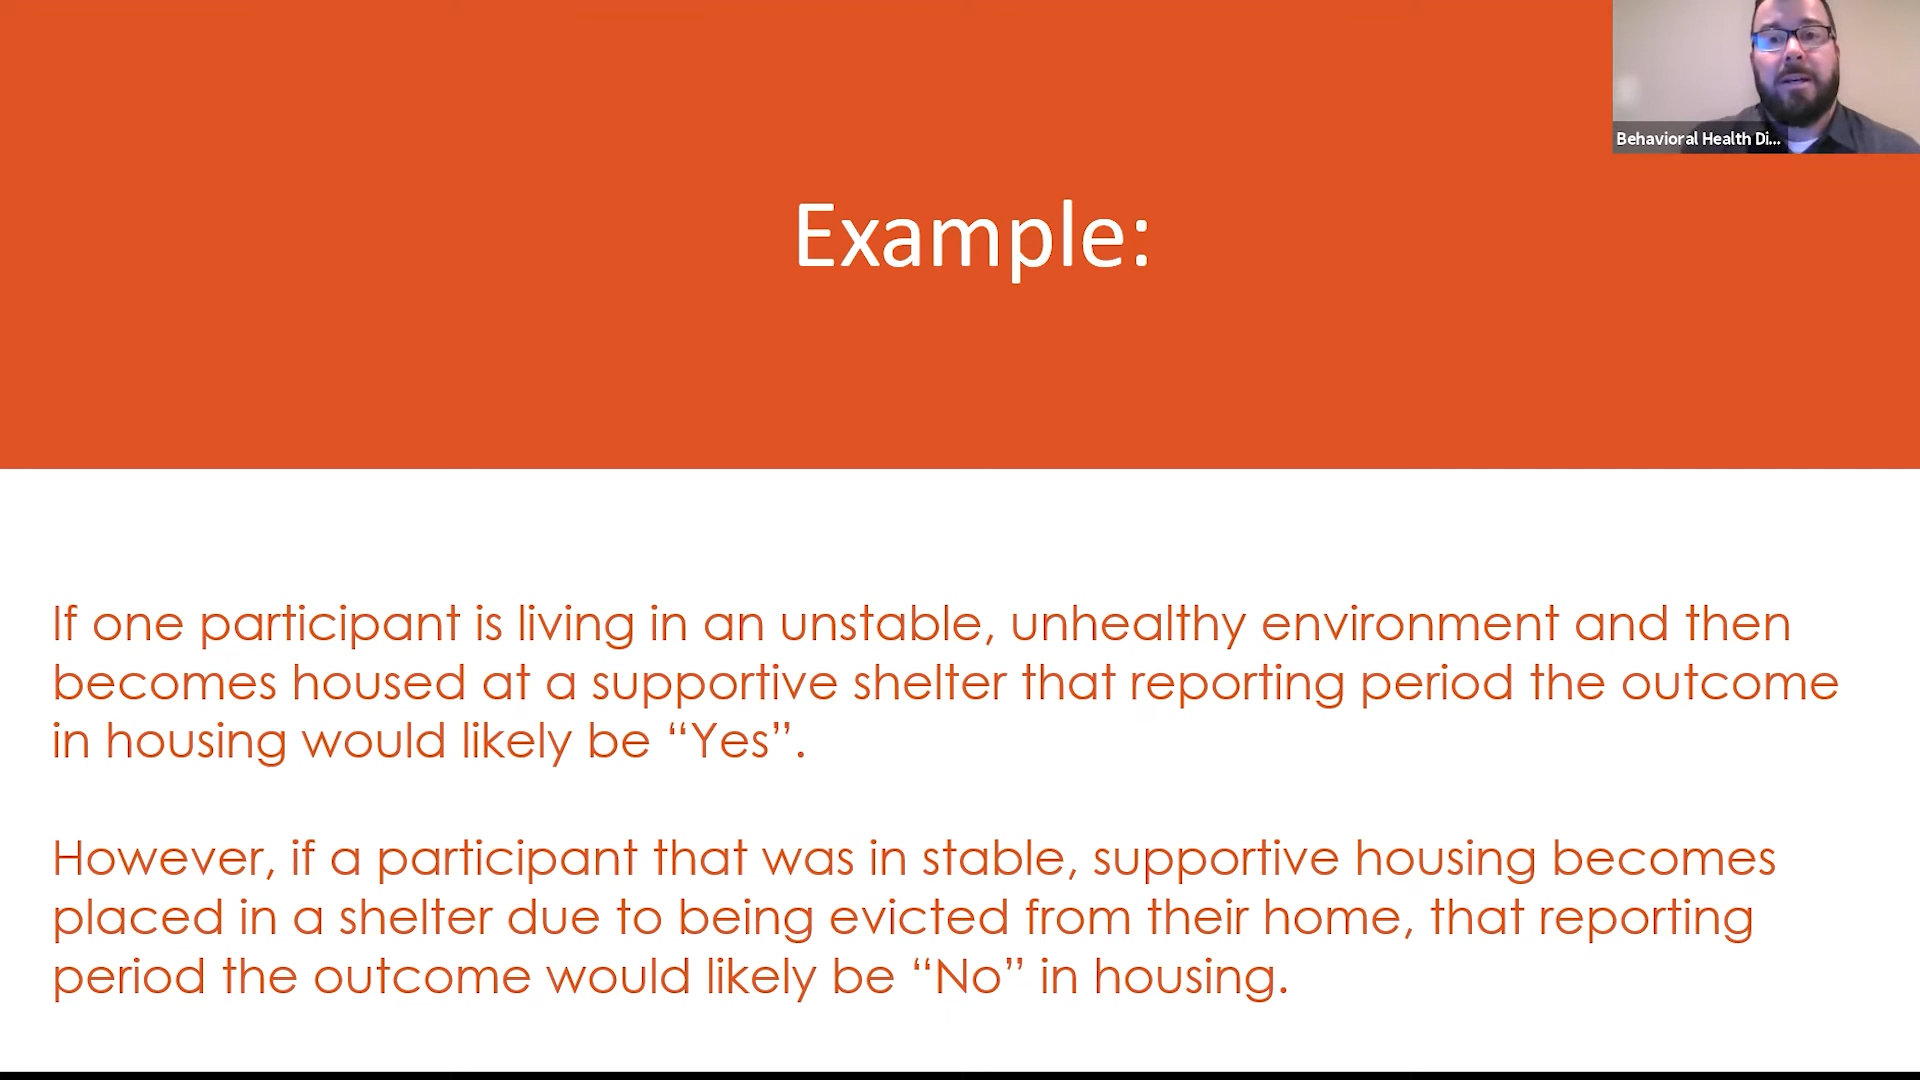 Behavioral Health Di...
Example:
If one participant is living in an unstable, unhealthy environment and then
becomes housed at a supportive shelter that reporting period the outcome
in housing would likely be “Yes”.
However, if a participant that was in stable, supportive housing becomes
placed in a shelter due to being evicted from their home, that reporting
period the outcome would likely be “No” in housing.